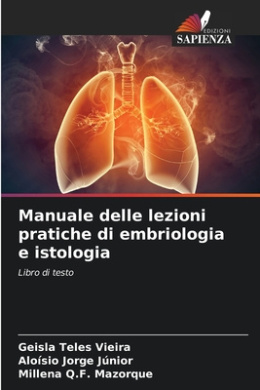 EDIZIONI
SAPIENZA
Manuale delle lezioni
pratiche di embriologia
e istologia
Libro di testo
Geisla Teles Vieira
Aloísio Jorge Júnior
Millena Q.F. Mazorque